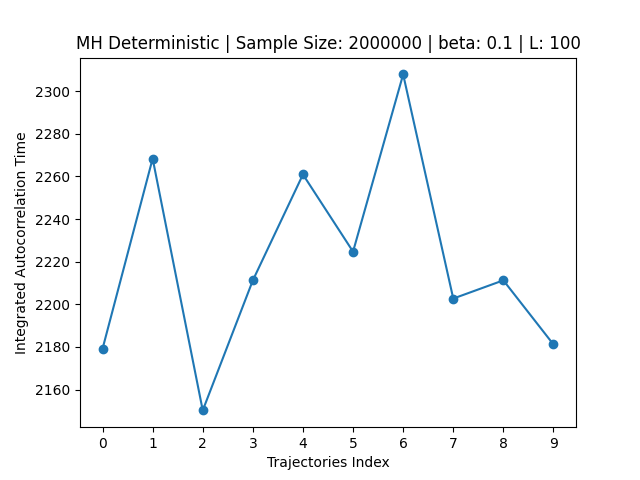 MH Deterministic | Sample Size: 2000000 | beta: 0.1 | L: 100
Integrated Autocorrelation Time
2300
2280
2260
2240
2220
2200
2180
2160
0 1 2 3 4 5 6 7 8 9
Trajectories Index